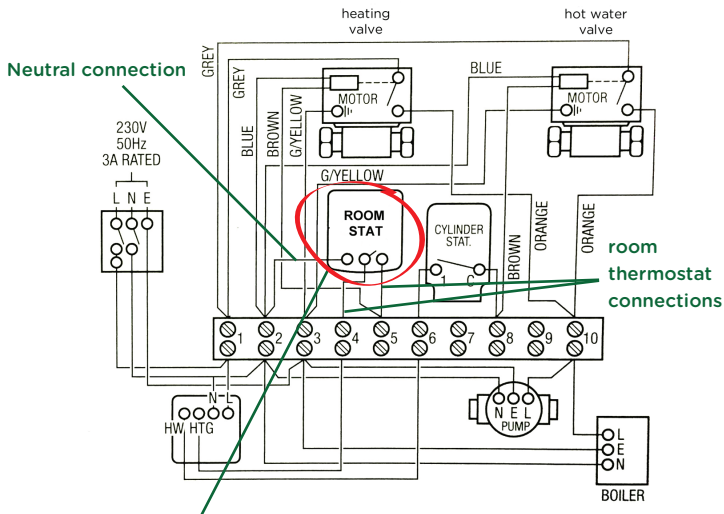 heating
valve
hot water
valve
Neutral connection
GREY
GREY
BLUE
BROWN
G/YELLOW
BLUE
MOTOR
MOTOR
230V
50Hz
3A RATED
L N E
G/YELLOW
ROOM
STAT
CYLINDER
STAT.
1 C
BROWN
ORANGE
ORANGE
room
thermostat
connections
1 2 3 4 5 6 7 8 9 10
N L
HW HTG
N E L
PUMP
L
E
N
BOILER